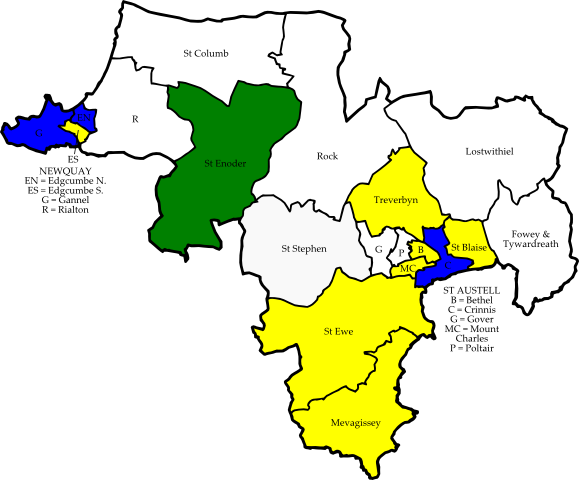 St Columb
G
EN
R
St Enoder
ES
NEWQUAY
EN = Edgcumbe N.
ES = Edgcumbe S.
G = Gannel
R = Rialton
Rock
Lostwithiel
Treverbyn
Fowey &
Tywardreath
St Stephen
G
P
B
St Blaise
MC
C
ST AUSTELL
B = Bethel
C = Crinnis
G = Gover
MC = Mount
Charles
P = Poltair
St Ewe
Mevagissey